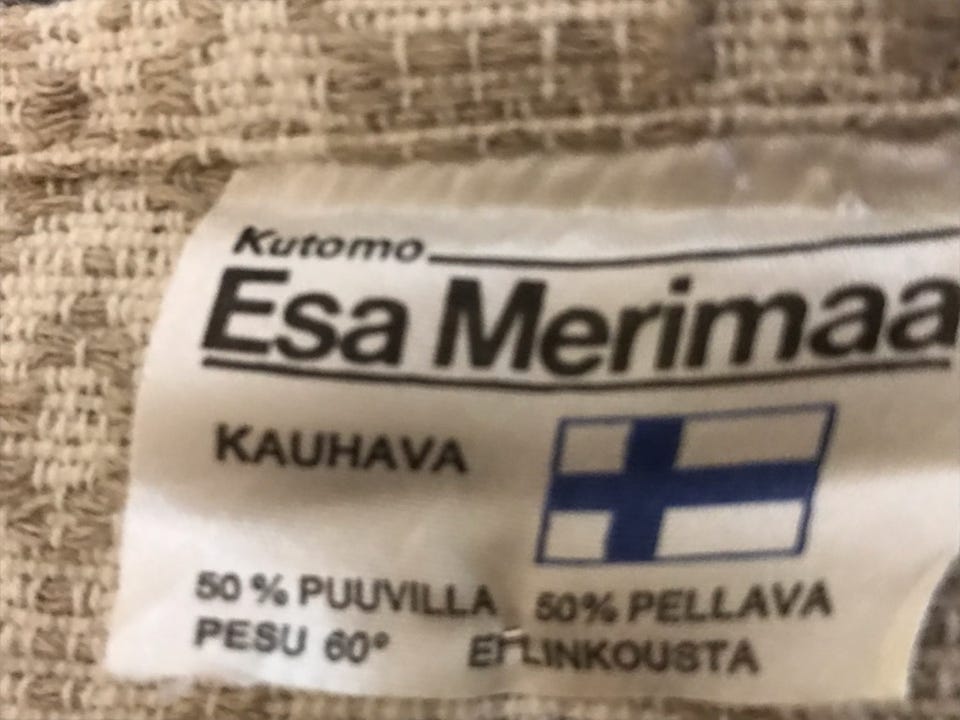 Kutomo
Esa Merimaa
KAUHAVA
50 % PUUVILLA 50% PELLAVA
PESU 60° EI LINKOUSTA